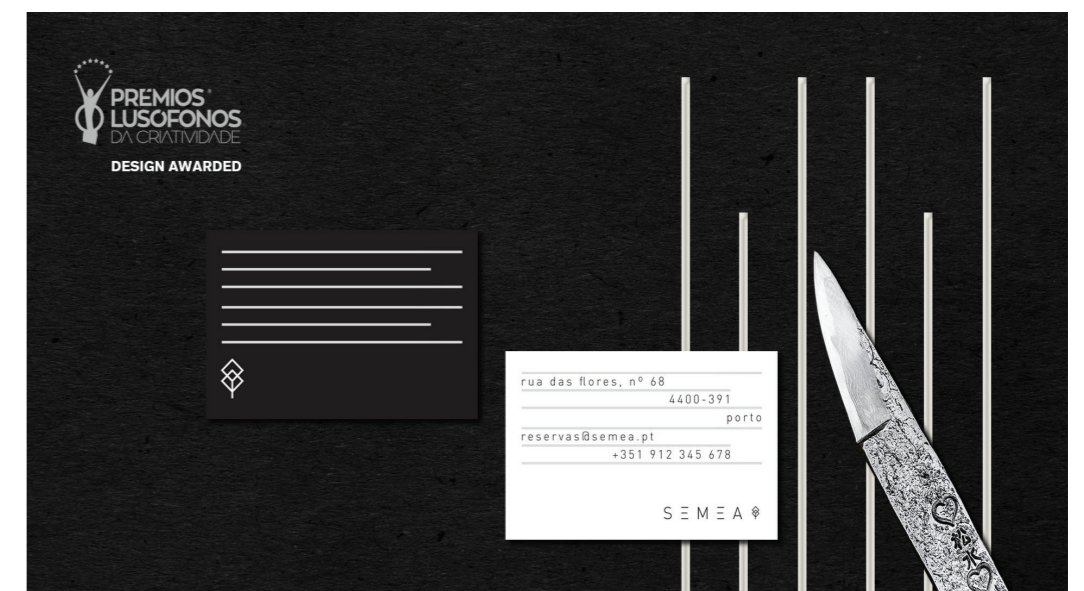 PRÉMIOS®
LUSÓFONOS
DA CRIATIVIDADE
DESIGN AWARDED
rua das flores, nº 68
4400-391
porto
reservas@semea.pt
+351 912 345 678
SEMEA